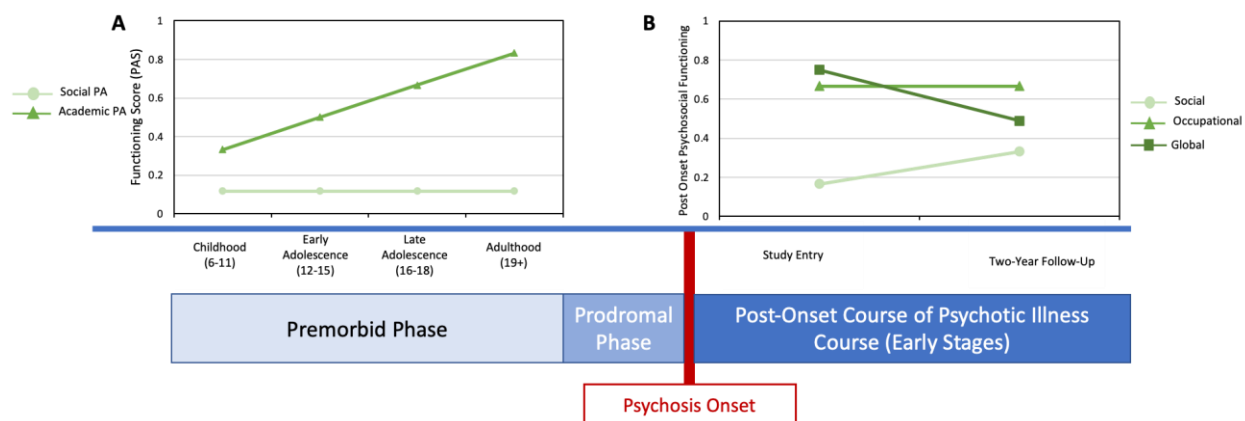 A
Functioning Score (PAS)
1
0.8
0.6
0.4
0.2
0
Social PA
Academic PA
Childhood
(6-11)
Early
Adolescence
(12-15)
Late
Adolescence
(16-18)
Adulthood
(19+)
B
Post Onset Psychosocial Functioning
1
0.8
0.6
0.4
0.2
0
Social
Occupational
Global
Study Entry
Two-Year Follow-Up
Premorbid Phase
Prodromal
Phase
Post-Onset Course of Psychotic Illness
Course (Early Stages)
Psychosis Onset